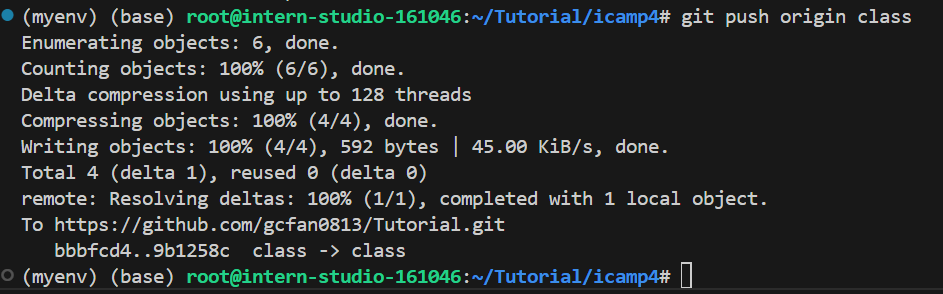 (myenv) (base) root@intern-studio-161046:~/Tutorial/icamp4# git push origin class
Enumerating objects: 6, done.
Counting objects: 100% (6/6), done.
Delta compression using up to 128 threads
Compressing objects: 100% (4/4), done.
Writing objects: 100% (4/4), 592 bytes | 45.00 KiB/s, done.
Total 4 (delta 1), reused 0 (delta 0)
remote: Resolving deltas: 100% (1/1), completed with 1 local object.
To https://github.com/gcfan0813/Tutorial.git
   bbbfcd4..9b1258c  class -> class
(myenv) (base) root@intern-studio-161046:~/Tutorial/icamp4#